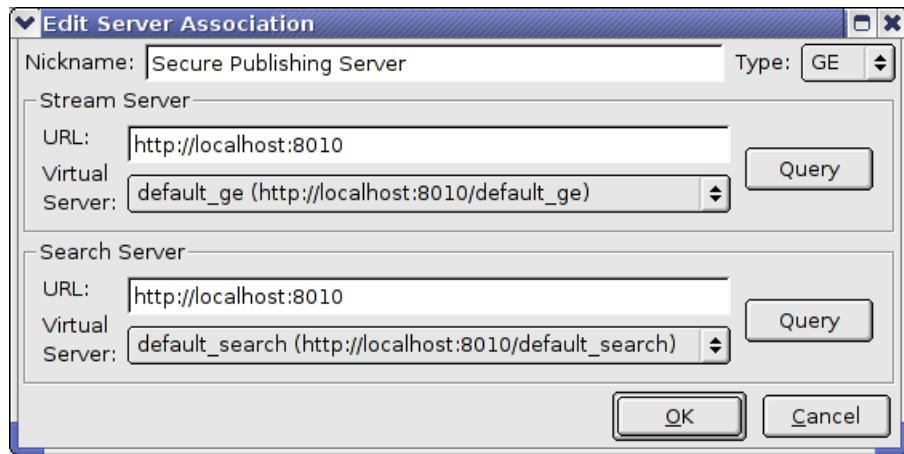 Edit Server Association
Nickname: Secure Publishing Server Type: GE
Stream Server
URL: http://localhost:8010
Virtual Server: default_ge (http://localhost:8010/default_ge) Query
Search Server
URL: http://localhost:8010
Virtual Server: default_search (http://localhost:8010/default_search) Query
OK Cancel